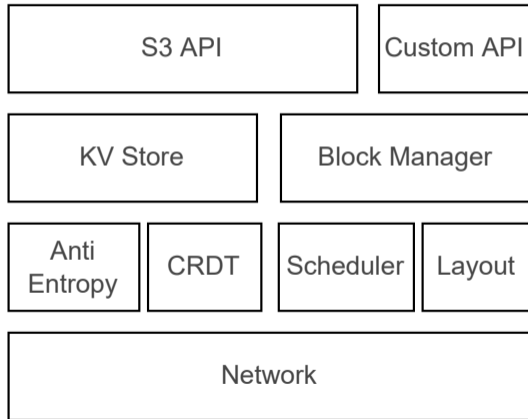 S3 API
Custom API
KV Store
Block Manager
Anti
Entropy
CRDT
Scheduler
Layout
Network